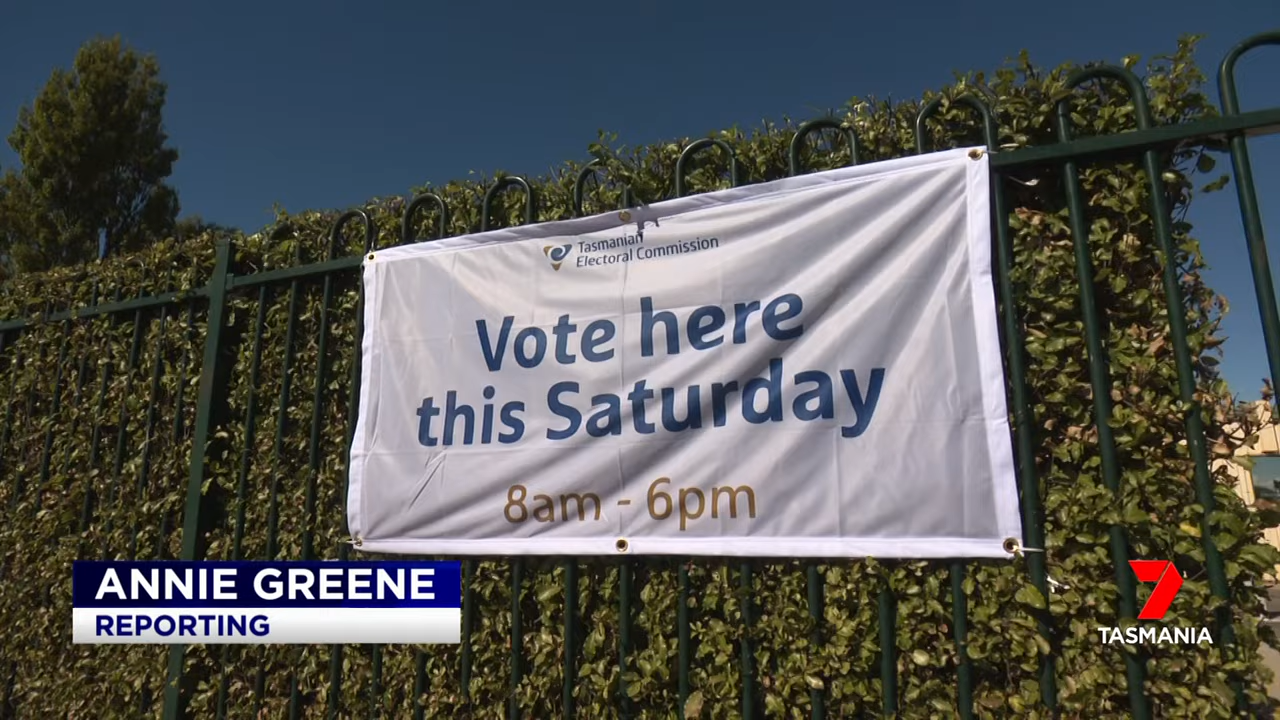 Tasmanian
Electoral Commission
Vote here
this Saturday
8am - 6pm
ANNIE GREENE
REPORTING
7
TASMANIA